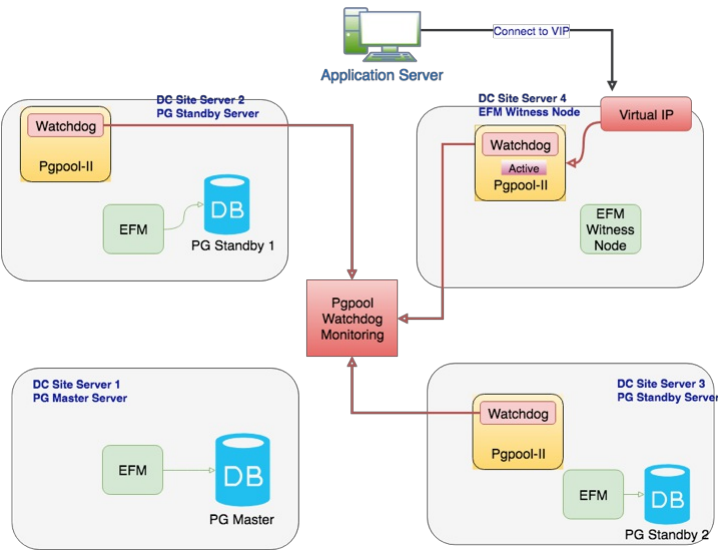 Connect to VIP
Application Server
DC Site Server 2
PG Standby Server
Watchdog
Pgpool-II
EFM
DB
PG Standby 1
DC Site Server 4
EFM Witness Node
Virtual IP
Watchdog
Active
Pgpool-II
EFM
Witness
Node
Pgpool
Watchdog
Monitoring
DC Site Server 1
PG Master Server
EFM
DB
PG Master
DC Site Server 3
PG Standby Server
Watchdog
Pgpool-II
EFM
DB
PG Standby 2